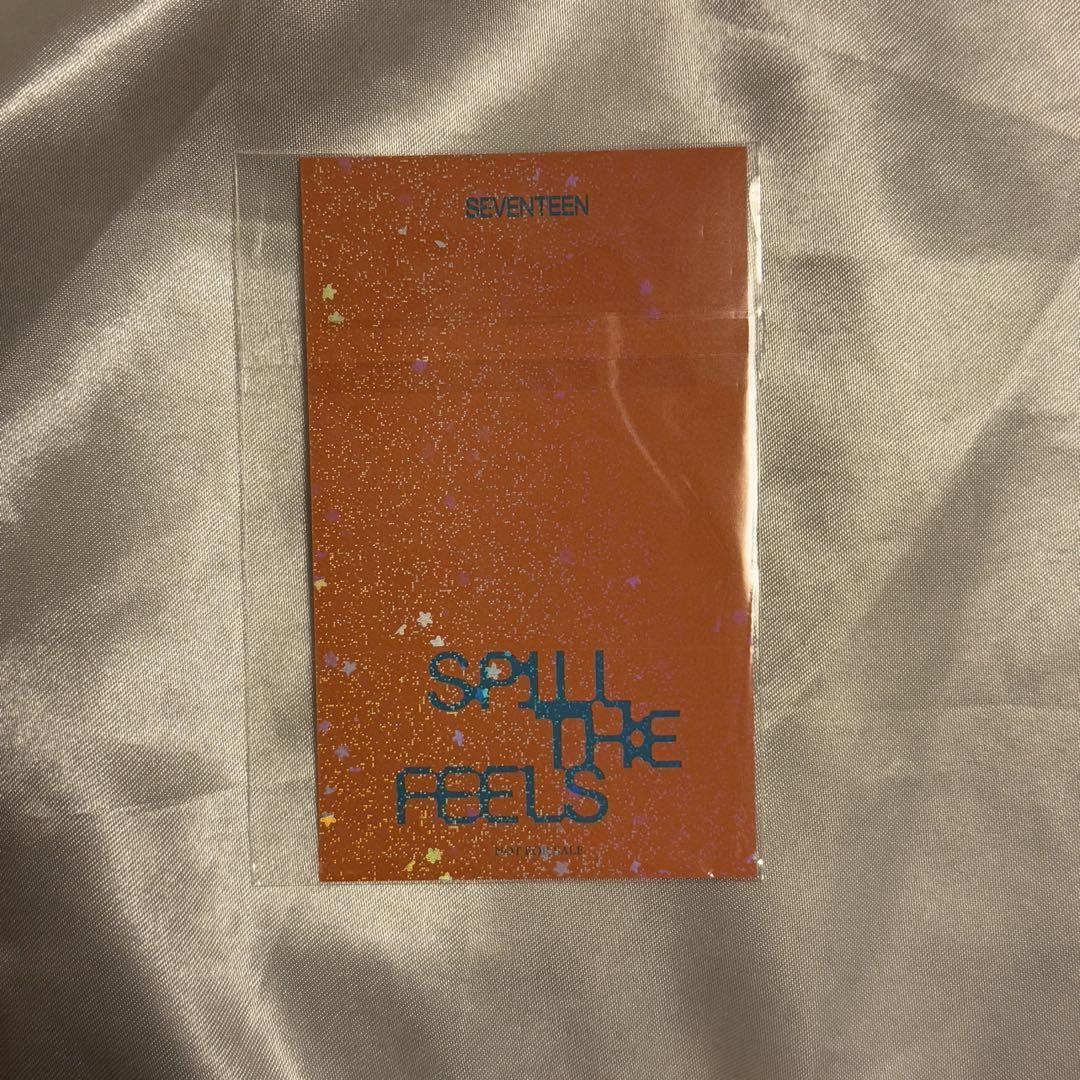 SEVENTEEN
SPILL
THE
FEELS
NOT FOR SALE